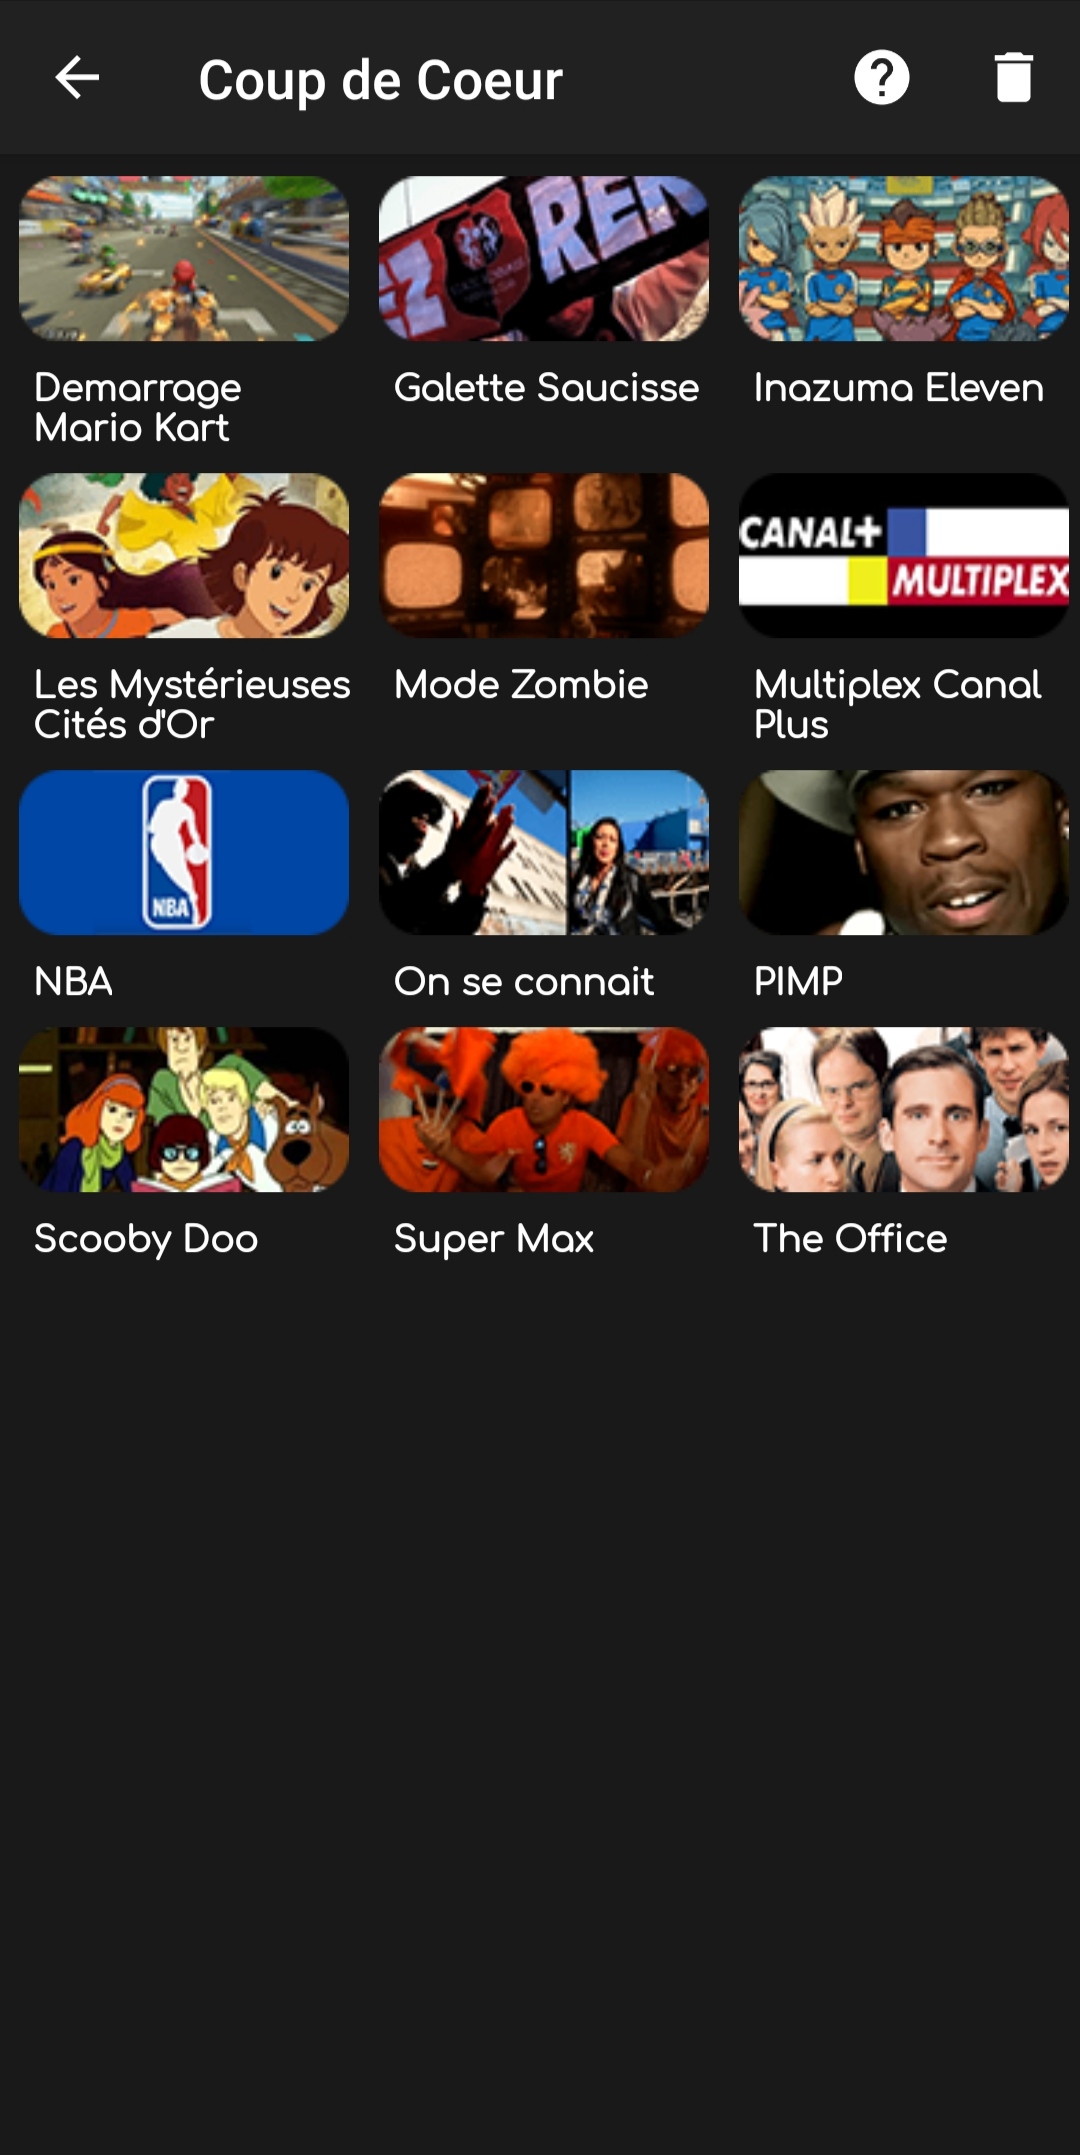 Coup de Coeur
REN
Demarrage
Mario Kart
Galette Saucisse
Inazuma Eleven
CANAL+
MULTIPLEX
Les Mystérieuses
Cités d'Or
Mode Zombie
Multiplex Canal
Plus
NBA
NBA
On se connait
PIMP
Scooby Doo
Super Max
The Office